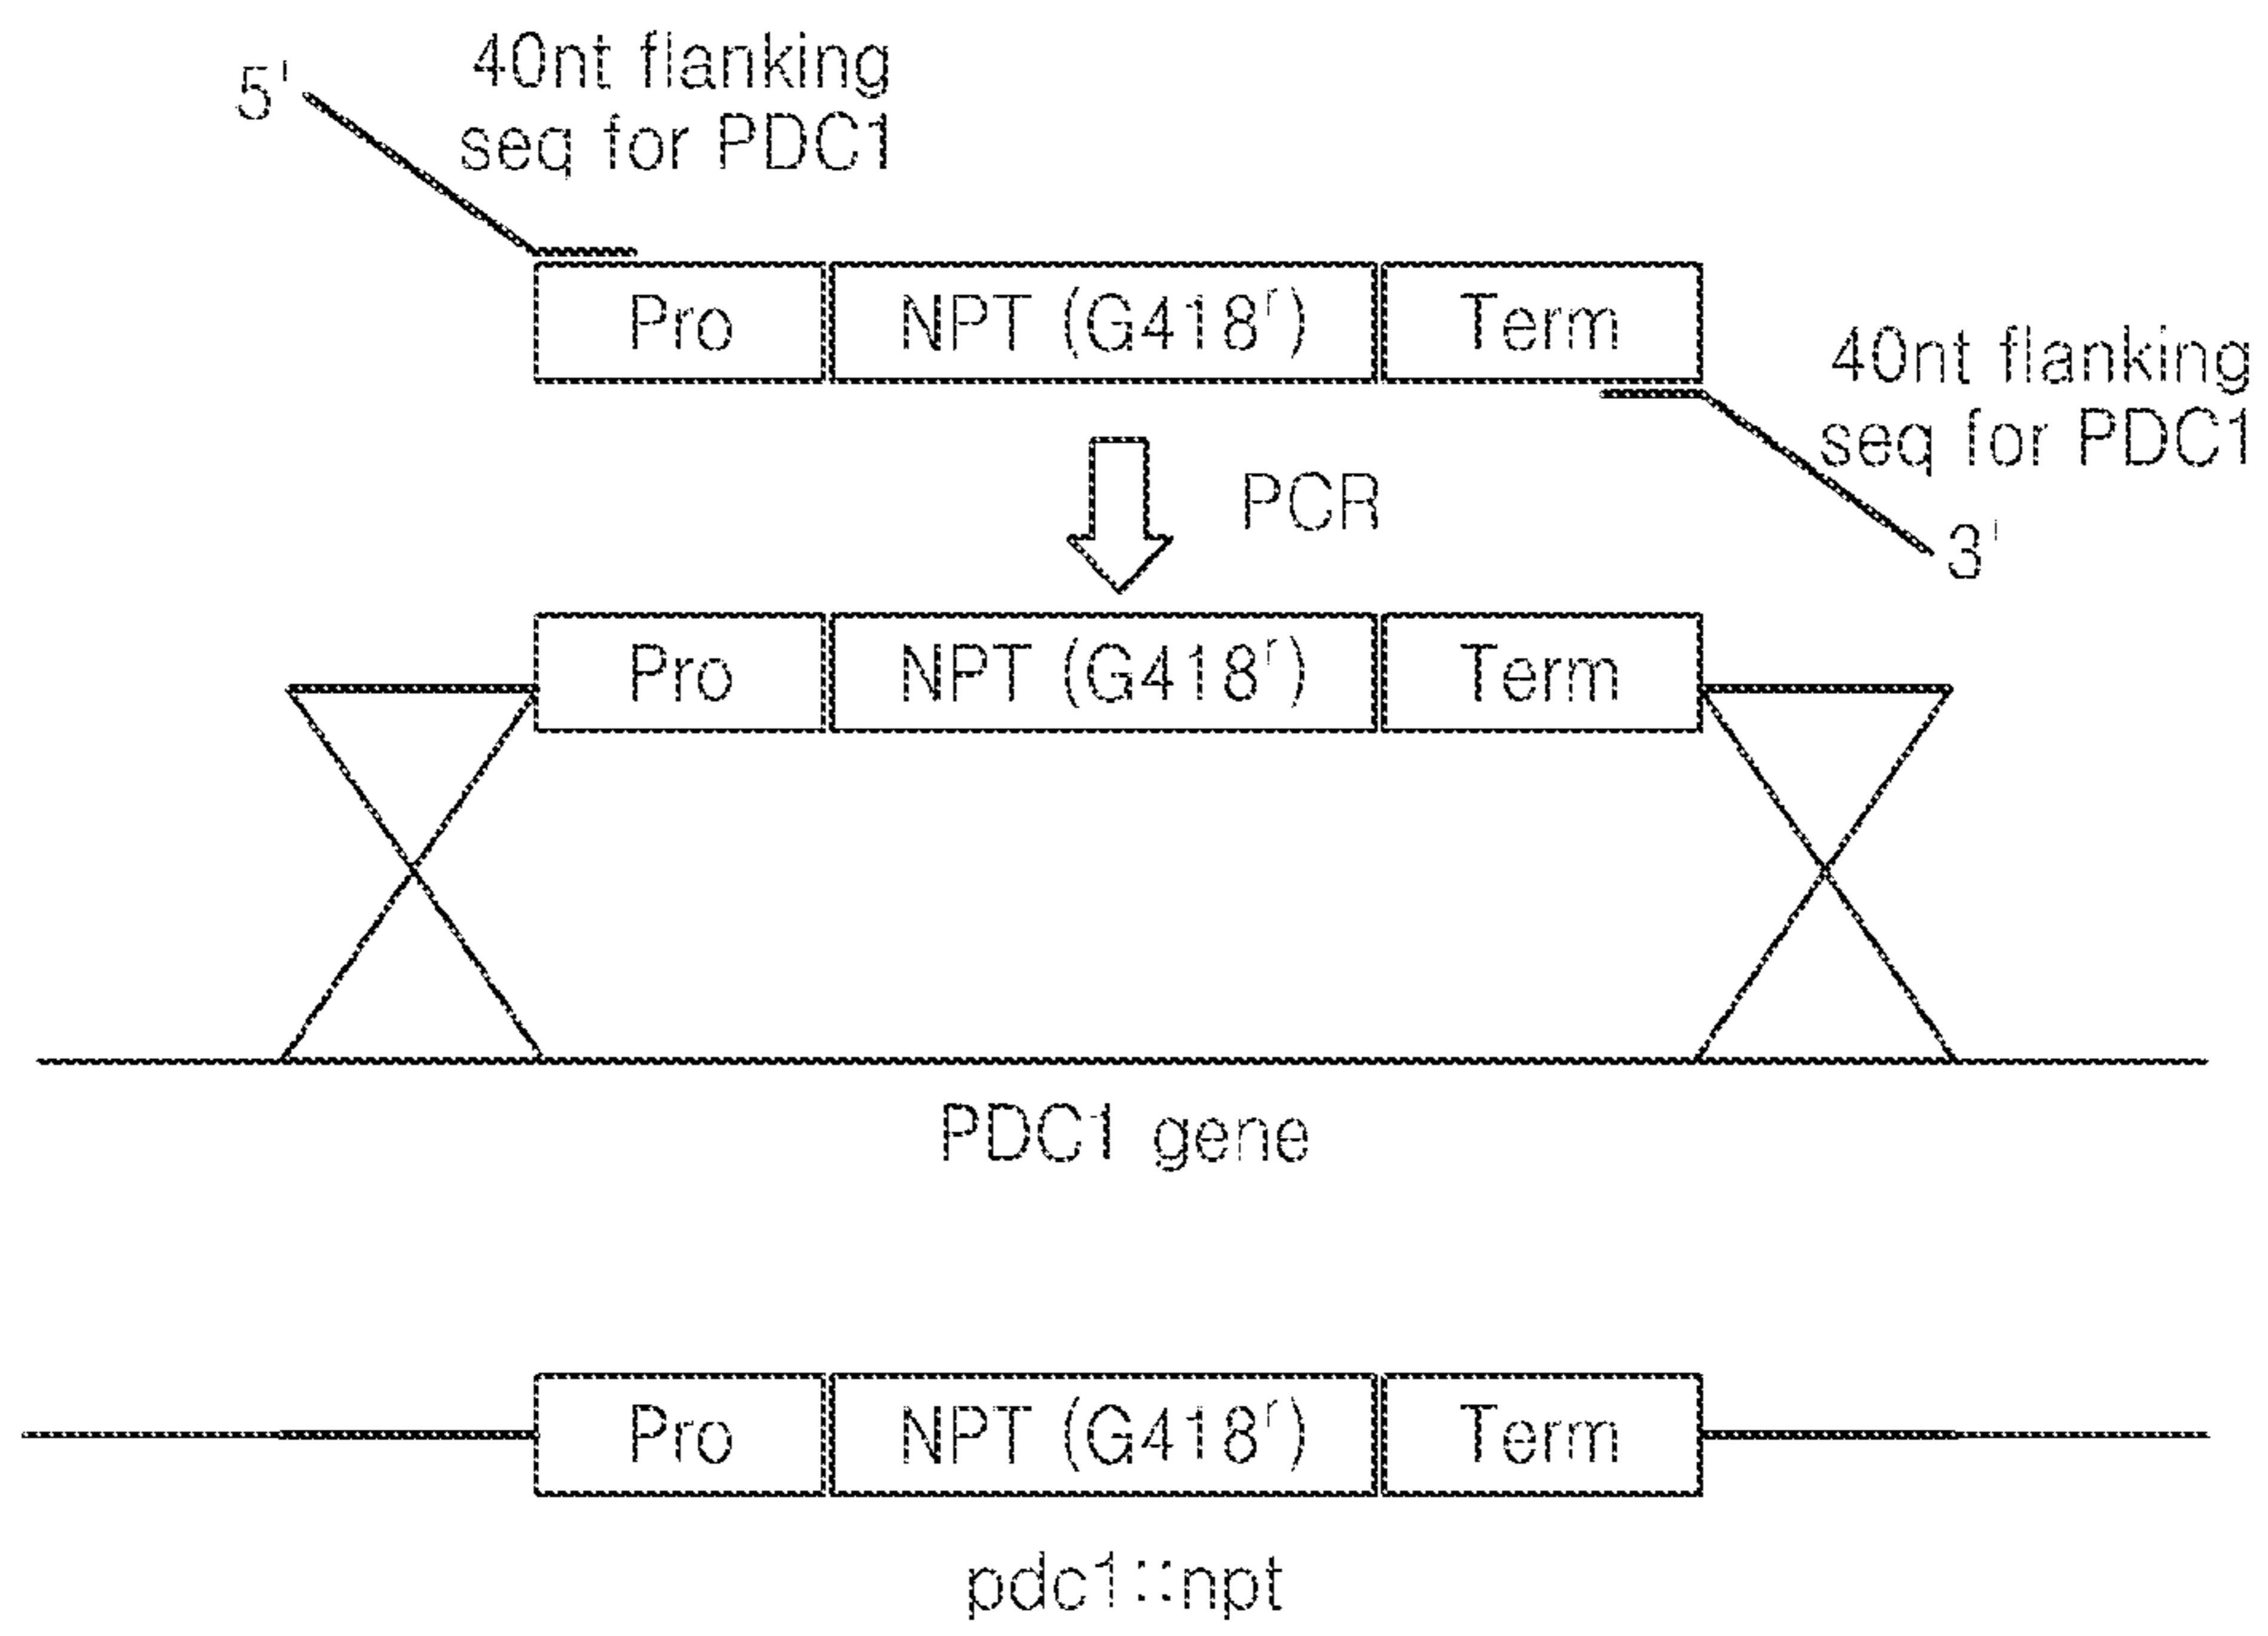 5'
40nt flanking
seq for PDC1
Pro
NPT (G418ʳ)
Term
40nt flanking
seq for PDC1
3'
PCR
Pro
NPT (G418ʳ)
Term
PDC1 gene
Pro
NPT (G418ʳ)
Term
pdc1::npt